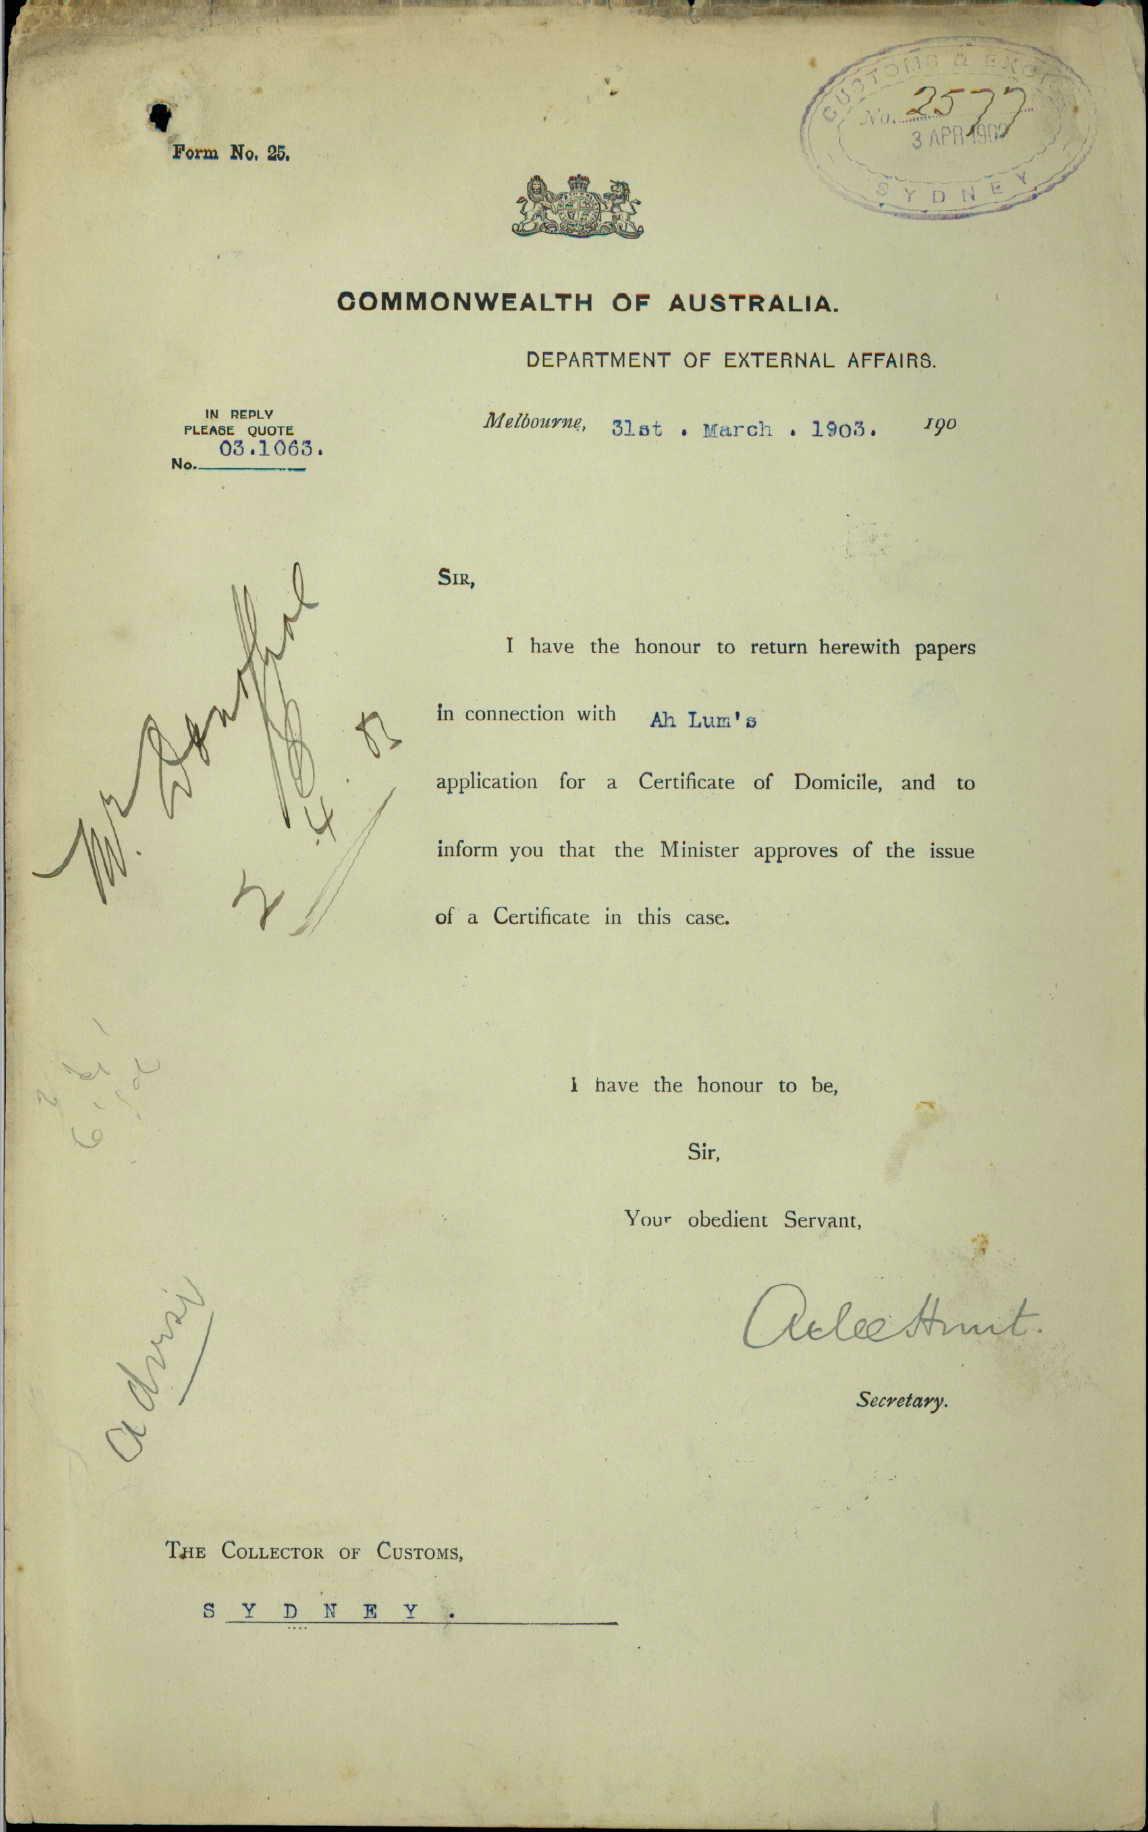 CUSTOMS & EXCISE
No. 2577
3 APR 1903
SYDNEY
Form No. 25.
COMMONWEALTH OF AUSTRALIA.
DEPARTMENT OF EXTERNAL AFFAIRS.
IN REPLY
PLEASE QUOTE
03.1063.
No.
Melbourne, 31st . March . 1903. 190
SIR,
I have the honour to return herewith papers
in connection with Ah Lum's
application for a Certificate of Domicile, and to
inform you that the Minister approves of the issue
of a Certificate in this case.
Mr
I have the honour to be,
Sir,
Your obedient Servant,
Atlee Hunt.
Secretary.
THE COLLECTOR OF CUSTOMS,
S Y D N E Y .